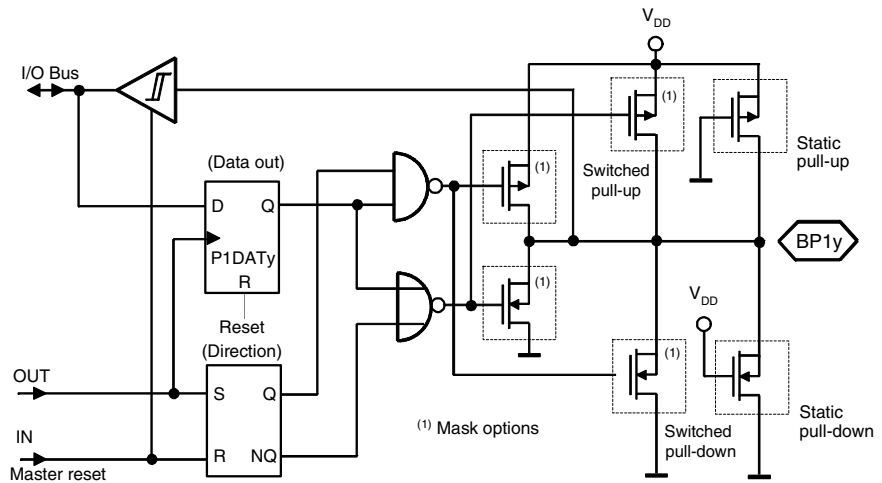 V_DD
I/O Bus
(1)
Static
pull-up
(Data out)
(1)
Switched
pull-up
D
Q
P1DATy
R
BP1y
(1)
V_DD
Reset
(Direction)
OUT
S
Q
(1)
(1) Mask options
IN
R
NQ
Switched
pull-down
Static
pull-down
Master reset